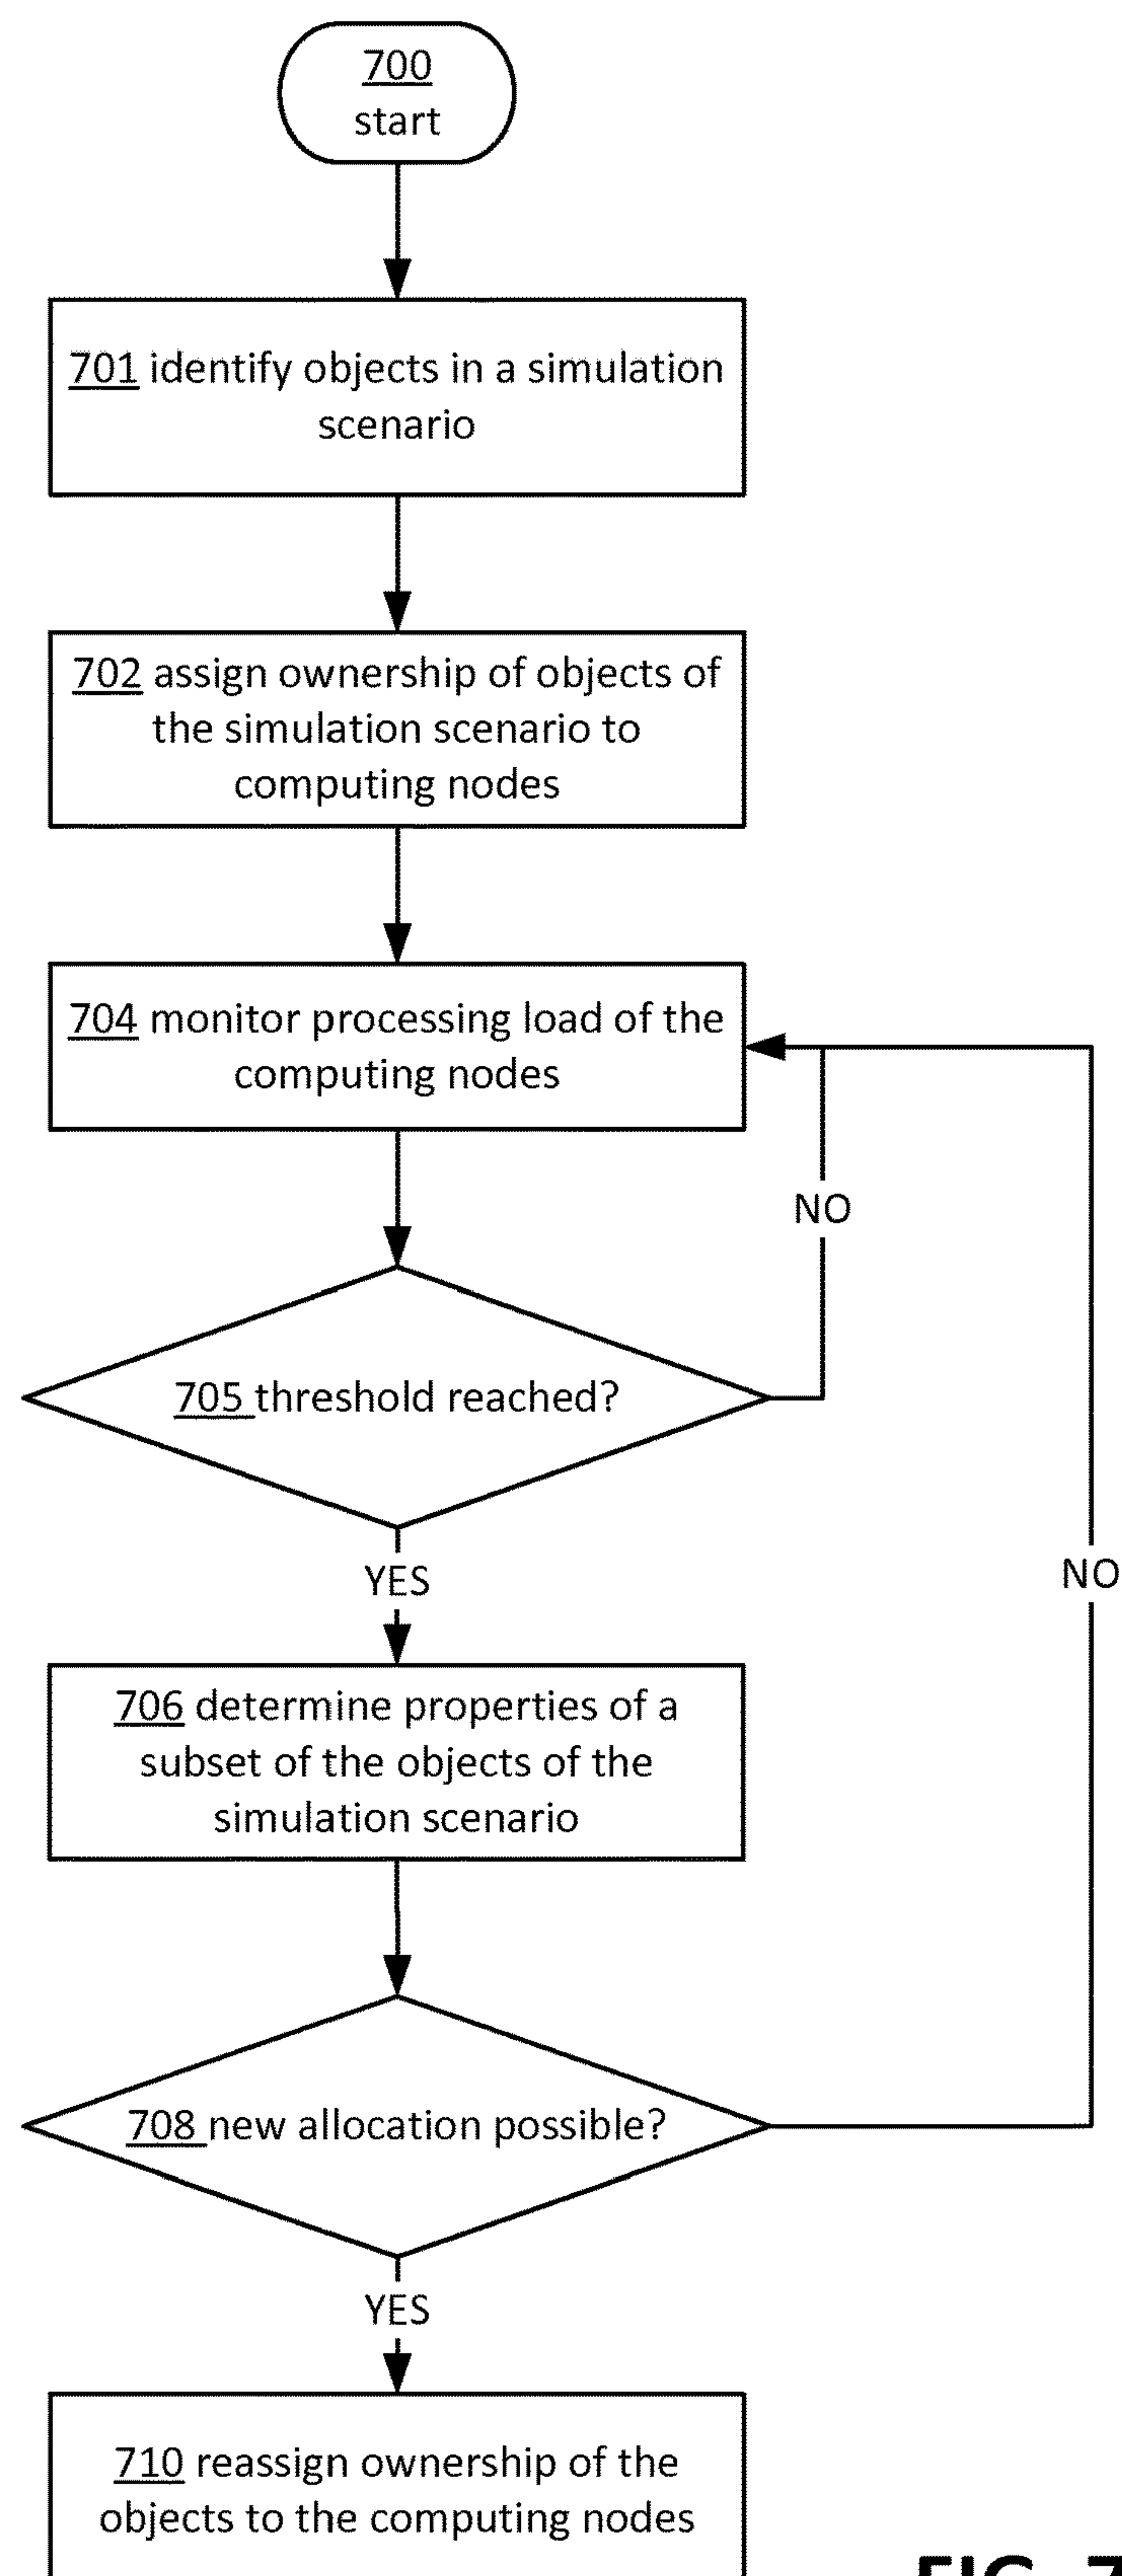 700
start
701 identify objects in a simulation
scenario
702 assign ownership of objects of
the simulation scenario to
computing nodes
704 monitor processing load of the
computing nodes
NO
705 threshold reached?
YES
NO
706 determine properties of a
subset of the objects of the
simulation scenario
708 new allocation possible?
YES
710 reassign ownership of the
objects to the computing nodes
FIG. 7